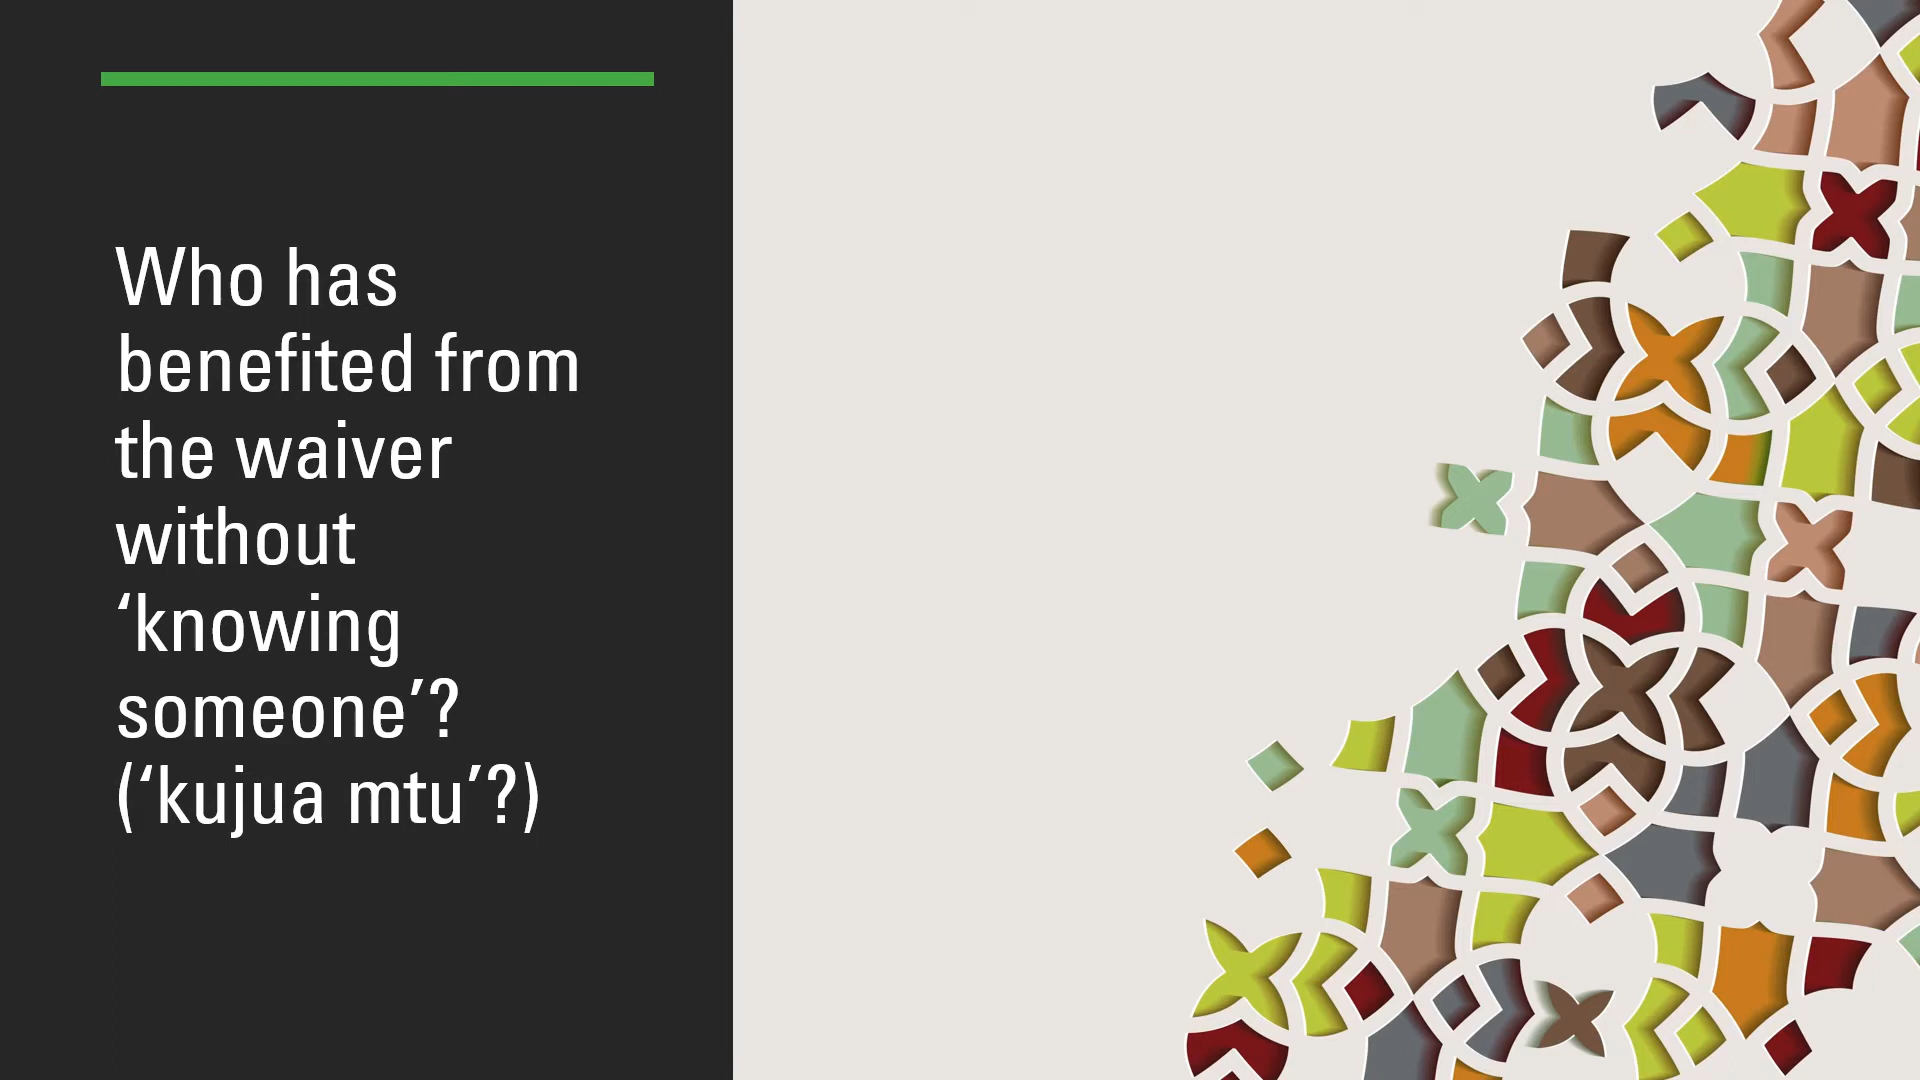 Who has
benefited from
the waiver
without
‘knowing
someone’?
(‘kujua mtu’?)